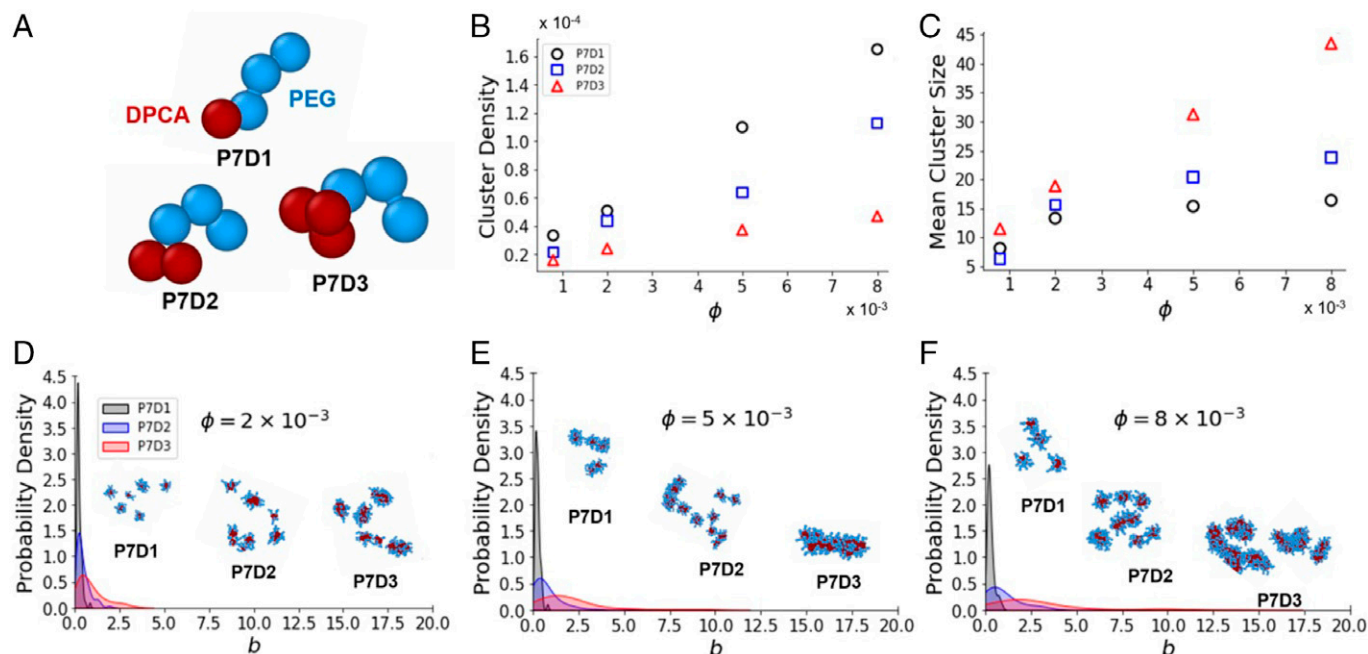 A
DPCA
PEG
P7D1
P7D2
P7D3
B
× 10⁻⁴
Cluster Density
1.6
1.4
1.2
1.0
0.8
0.6
0.4
0.2
P7D1
P7D2
P7D3
1 2 3 4 5 6 7 8
ϕ
× 10⁻³
C
Mean Cluster Size
45
40
35
30
25
20
15
10
5
1 2 3 4 5 6 7 8
ϕ
× 10⁻³
D
Probability Density
4.5
4.0
3.5
3.0
2.5
2.0
1.5
1.0
0.5
0.0
P7D1
P7D2
P7D3
ϕ = 2 × 10⁻³
P7D1
P7D2
P7D3
0.0 2.5 5.0 7.5 10.0 12.5 15.0 17.5 20.0
b
E
Probability Density
4.5
4.0
3.5
3.0
2.5
2.0
1.5
1.0
0.5
0.0
ϕ = 5 × 10⁻³
P7D1
P7D2
P7D3
0.0 2.5 5.0 7.5 10.0 12.5 15.0 17.5 20.0
b
F
Probability Density
4.5
4.0
3.5
3.0
2.5
2.0
1.5
1.0
0.5
0.0
ϕ = 8 × 10⁻³
P7D1
P7D2
P7D3
0.0 2.5 5.0 7.5 10.0 12.5 15.0 17.5 20.0
b